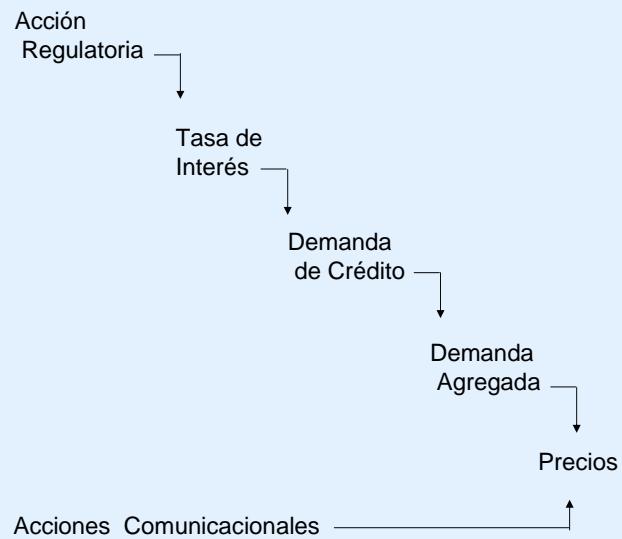 Acción
Regulatoria
Tasa de
Interés
Demanda
de Crédito
Demanda
Agregada
Precios
Acciones Comunicacionales